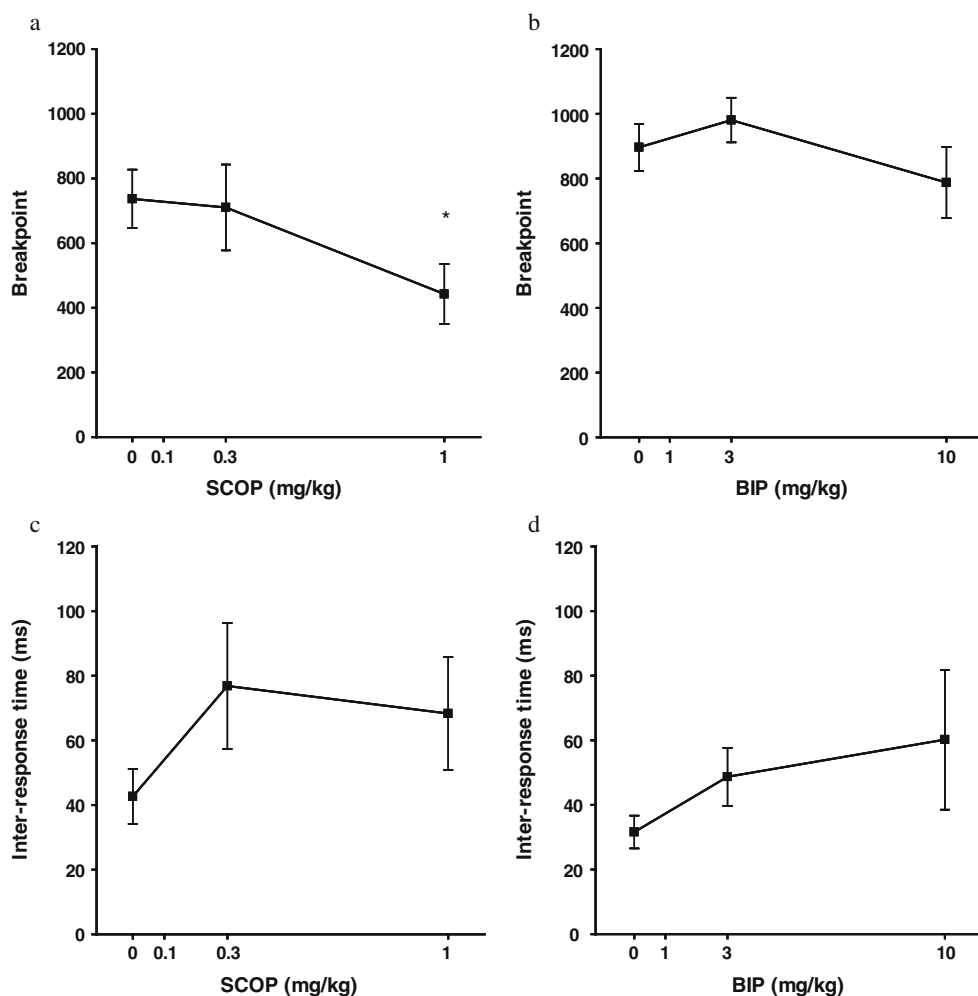 a
1200
1000
800
600
400
200
0
Breakpoint
*
0 0.1 0.3 1
SCOP (mg/kg)
b
1200
1000
800
600
400
200
0
Breakpoint
0 1 3 10
BIP (mg/kg)
c
120
100
80
60
40
20
0
Inter-response time (ms)
0 0.1 0.3 1
SCOP (mg/kg)
d
120
100
80
60
40
20
0
Inter-response time (ms)
0 1 3 10
BIP (mg/kg)